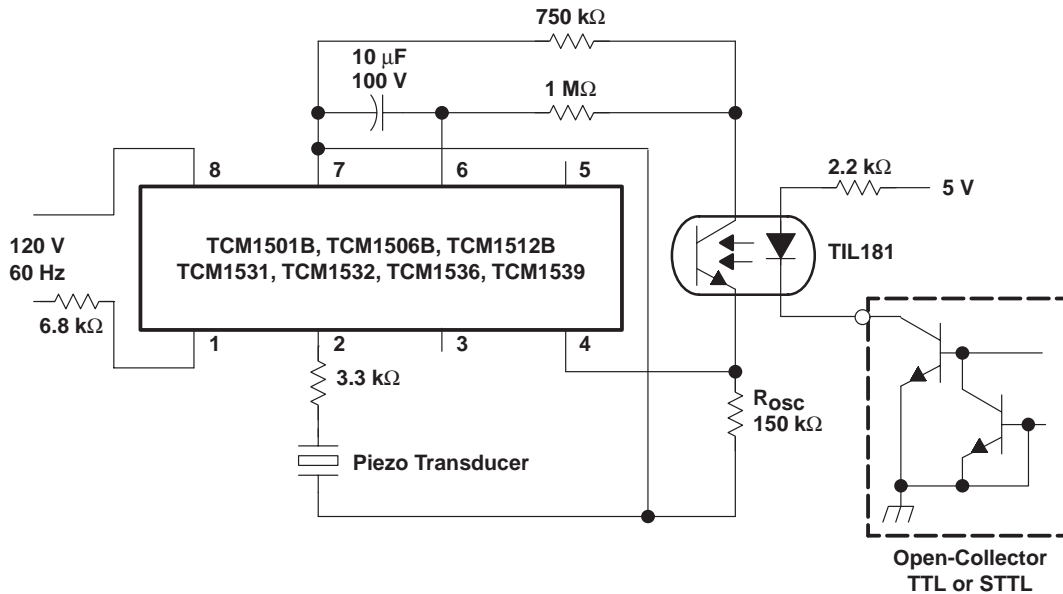 750 kΩ
10 μF
100 V
1 MΩ
8
7
6
5
2.2 kΩ
5 V
120 V
60 Hz
TCM1501B, TCM1506B, TCM1512B
TCM1531, TCM1532, TCM1536, TCM1539
TIL181
6.8 kΩ
1
2
3
4
3.3 kΩ
Rosc
150 kΩ
Piezo Transducer
Open-Collector
TTL or STTL